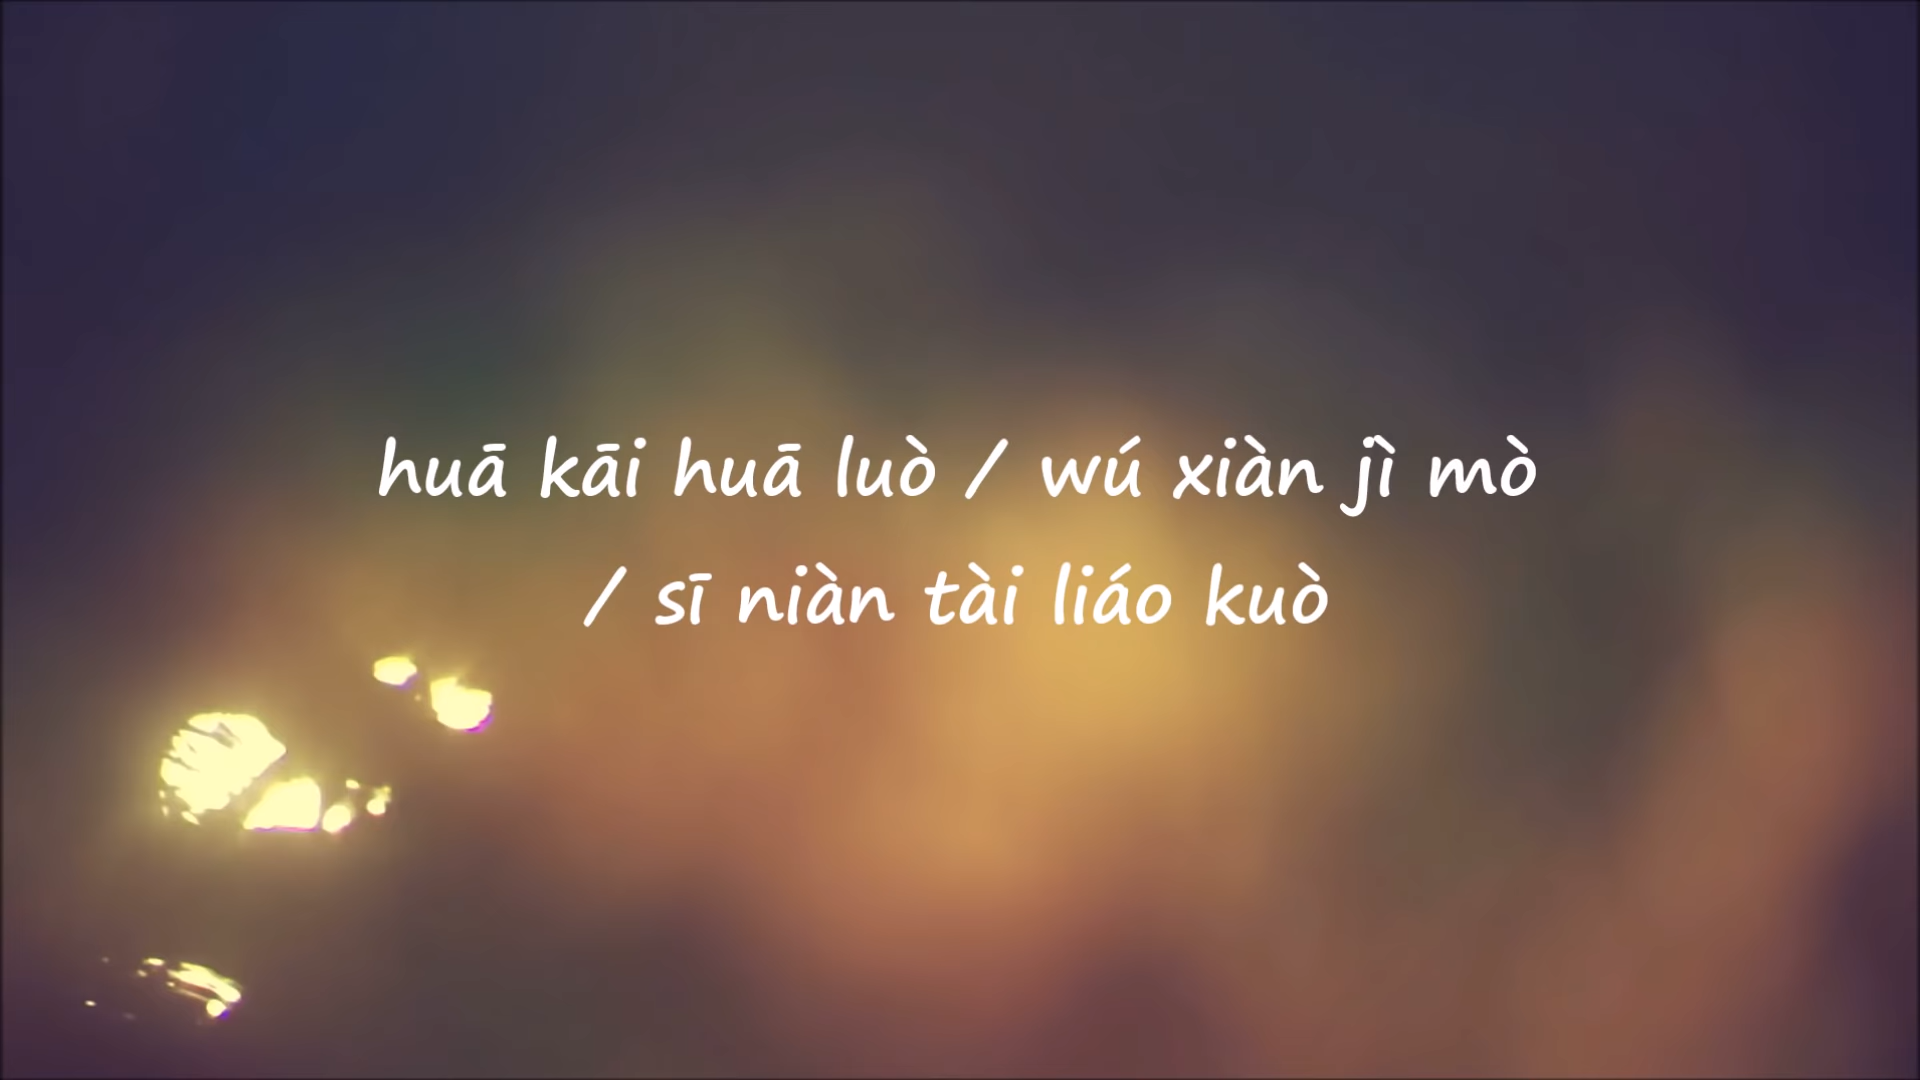 huā kāi huā luò / wú xiàn jì mò
/ sī niàn tài liáo kuò